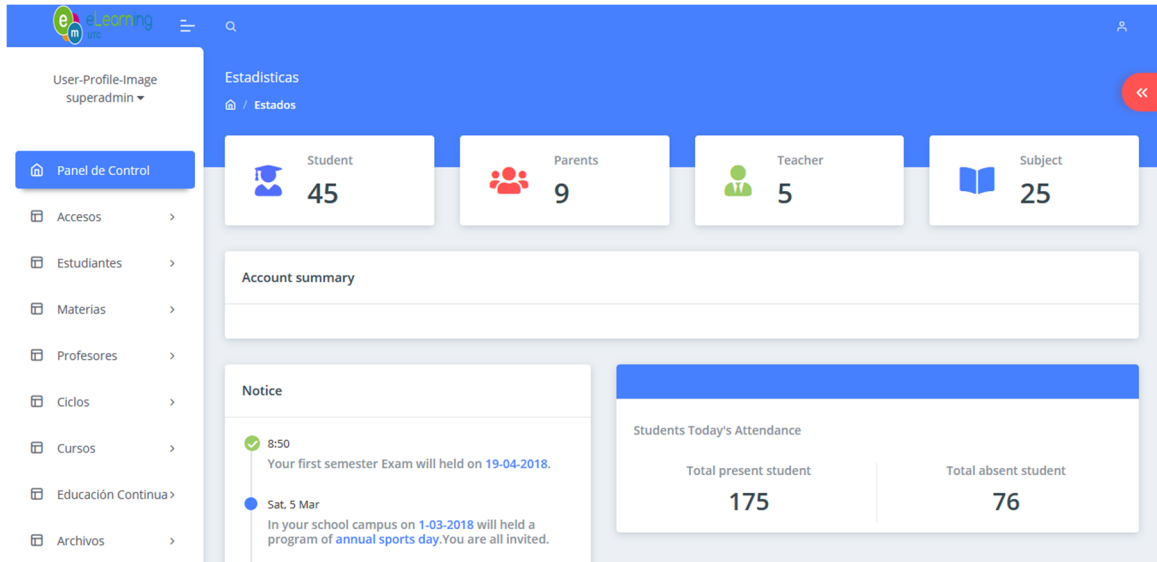 eLearning
UTC
em
User-Profile-Image
superadmin
Panel de Control
Accesos
Estudiantes
Materias
Profesores
Ciclos
Cursos
Educación Continua
Archivos
Estadisticas
/ Estados
Student
45
Parents
9
Teacher
5
Subject
25
Account summary
Notice
8:50
Your first semester Exam will held on 19-04-2018.
Sat, 5 Mar
In your school campus on 1-03-2018 will held a
program of annual sports day.You are all invited.
Students Today's Attendance
Total present student
175
Total absent student
76